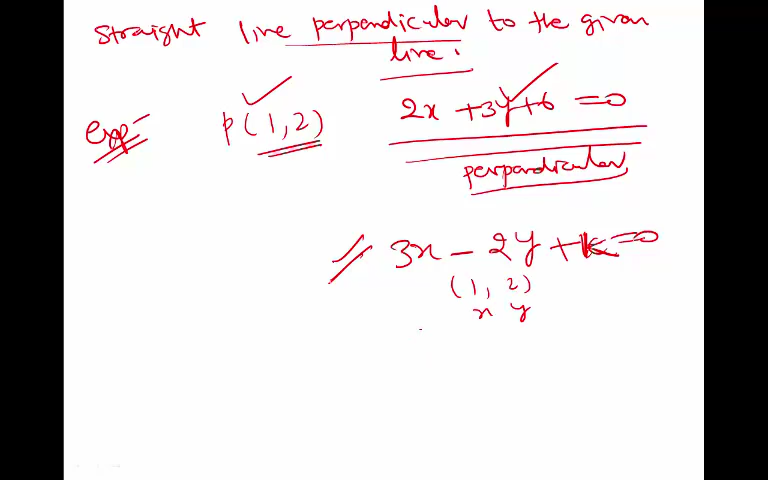 straight line perpendicular to the given
line.
exp- P(1,2) 2x +3y+6 =0
perpendicular
3x - 2y +k=0
(1, 2)
x y